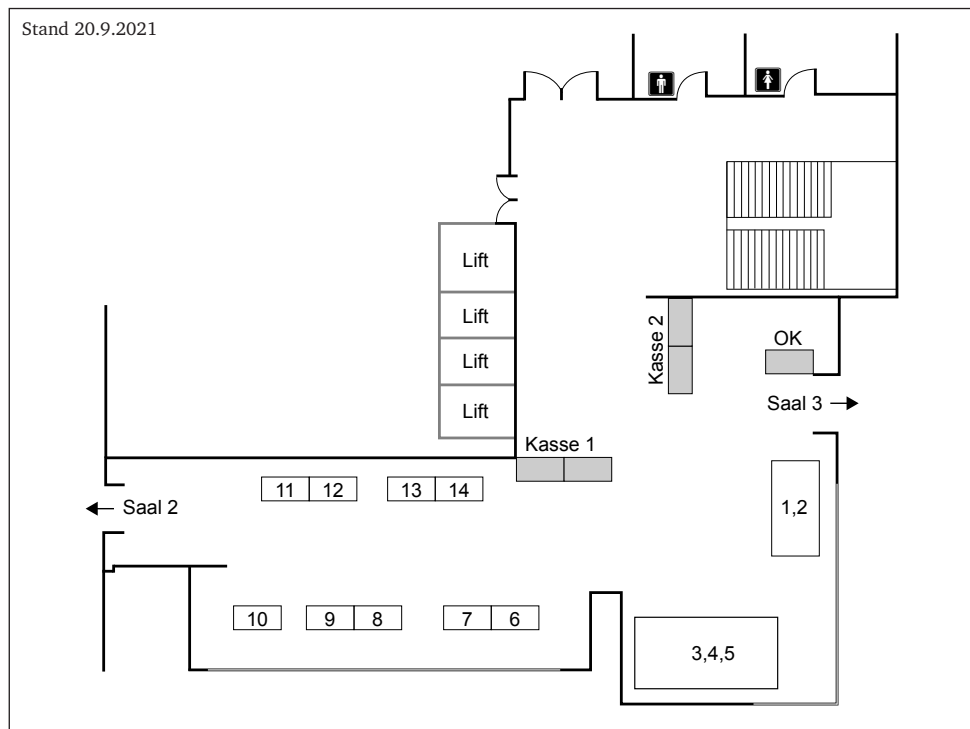 Stand 20.9.2021
Lift
Lift
Kasse 2
OK
Lift
Lift
Saal 3
Kasse 1
11 12 13 14
1,2
Saal 2
10 9 8 7 6
3,4,5